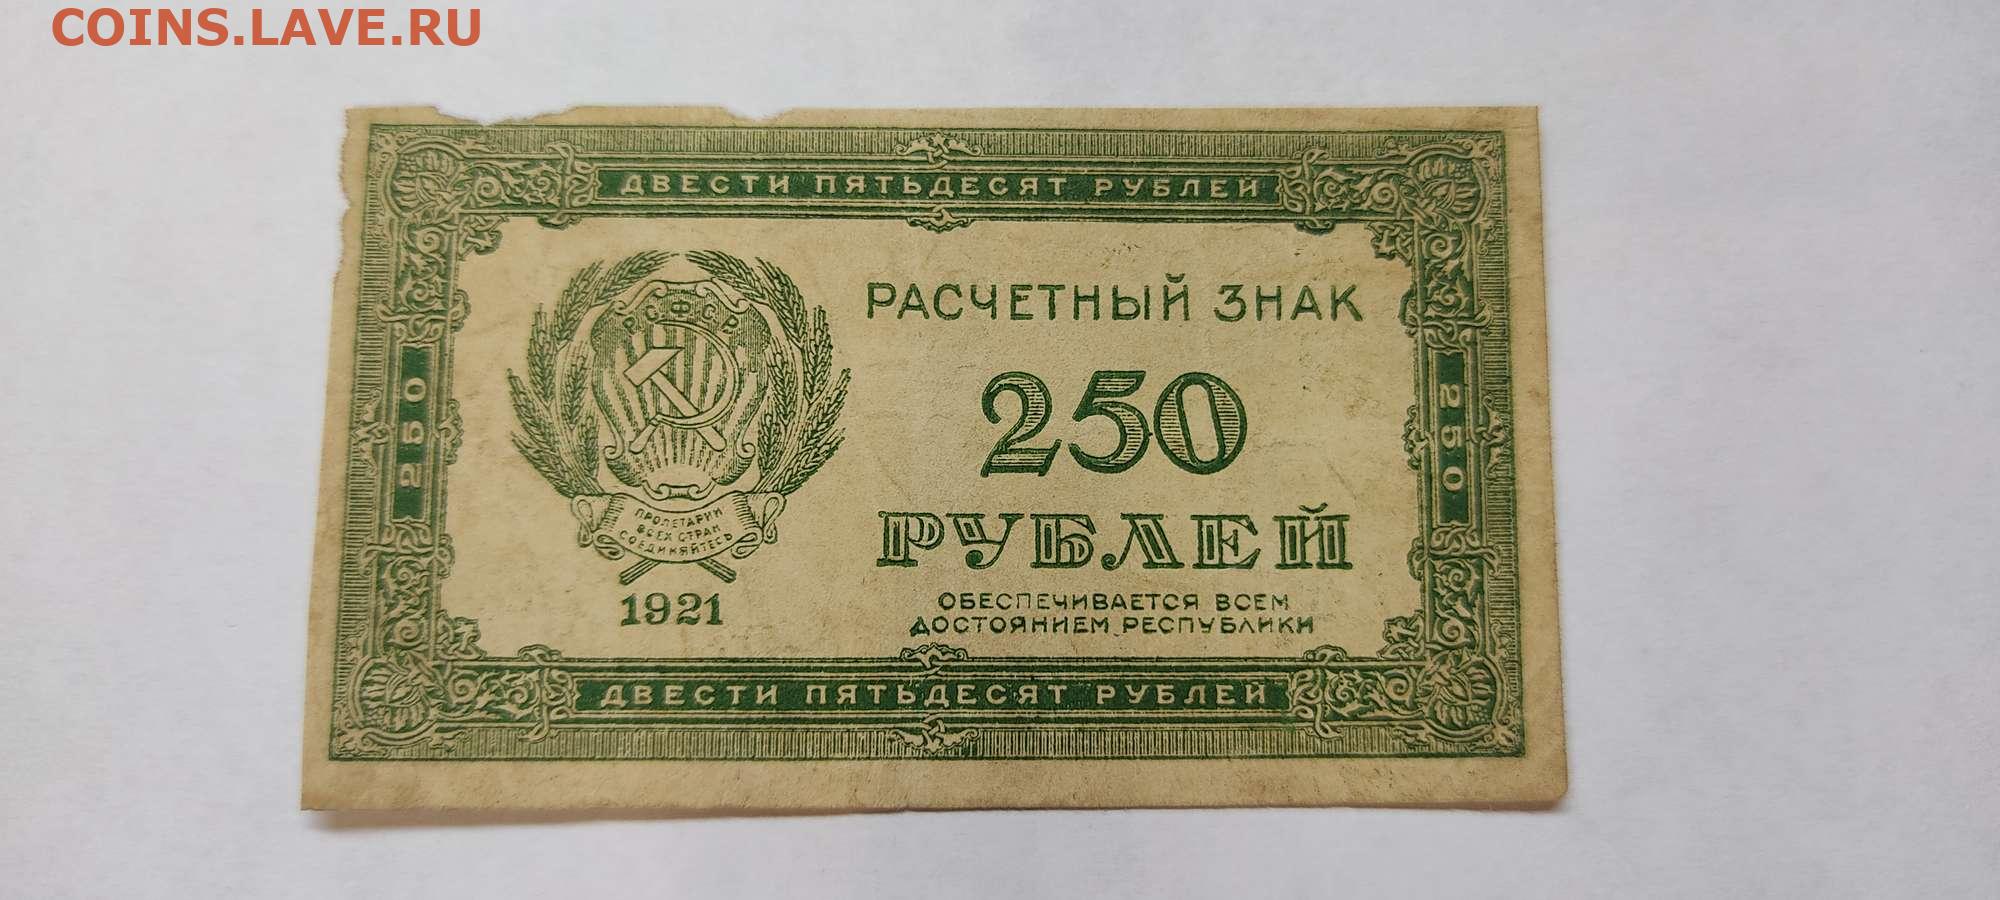 COINS.LAVE.RU
ДВЕСТИ ПЯТЬДЕСЯТ РУБЛЕЙ
РСФСР
РАСЧЕТНЫЙ ЗНАК
250
250
250
РУБЛЕЙ
ПРОЛЕТАРИИ
ВСЕХ СТРАН
СОЕДИНЯЙТЕСЬ
1921
ОБЕСПЕЧИВАЕТСЯ ВСЕМ
ДОСТОЯНИЕМ РЕСПУБЛИКИ
ДВЕСТИ ПЯТЬДЕСЯТ РУБЛЕЙ